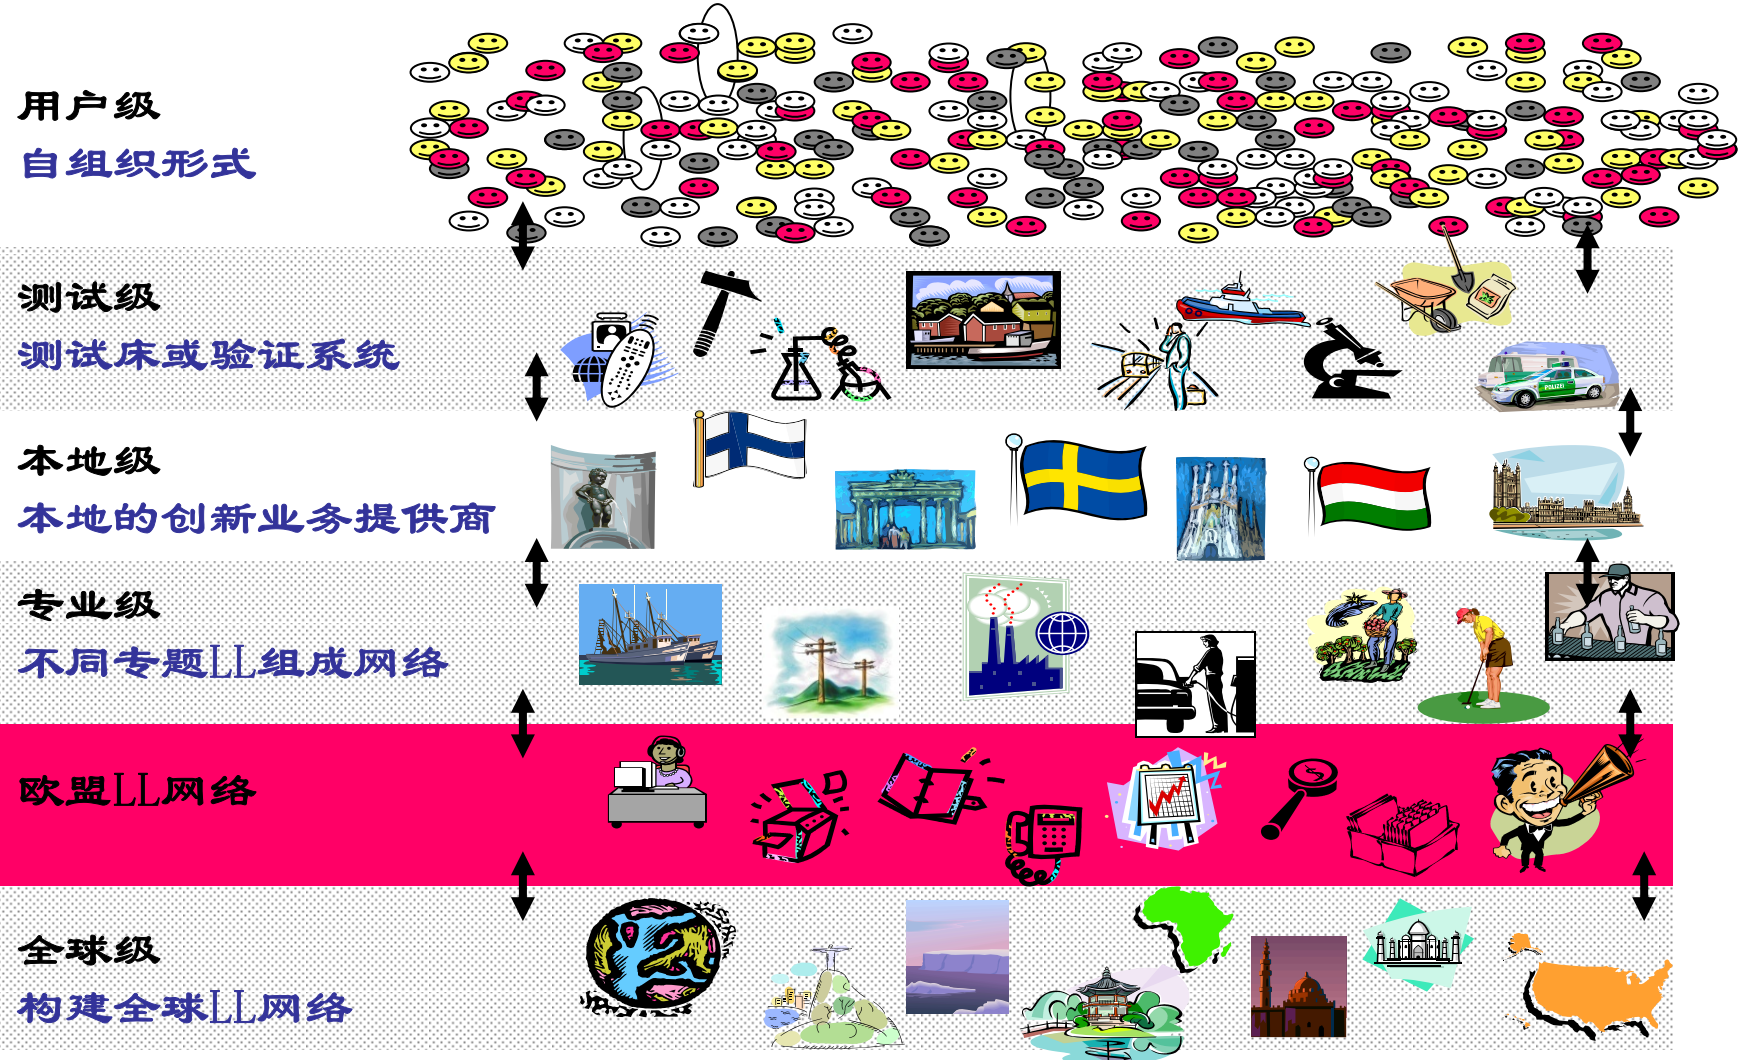 用户级
自组织形式
测试级
测试床或验证系统
POLIZEI
本地级
本地的创新业务提供商
专业级
不同专题LL组成网络
欧盟LL网络
全球级
构建全球LL网络